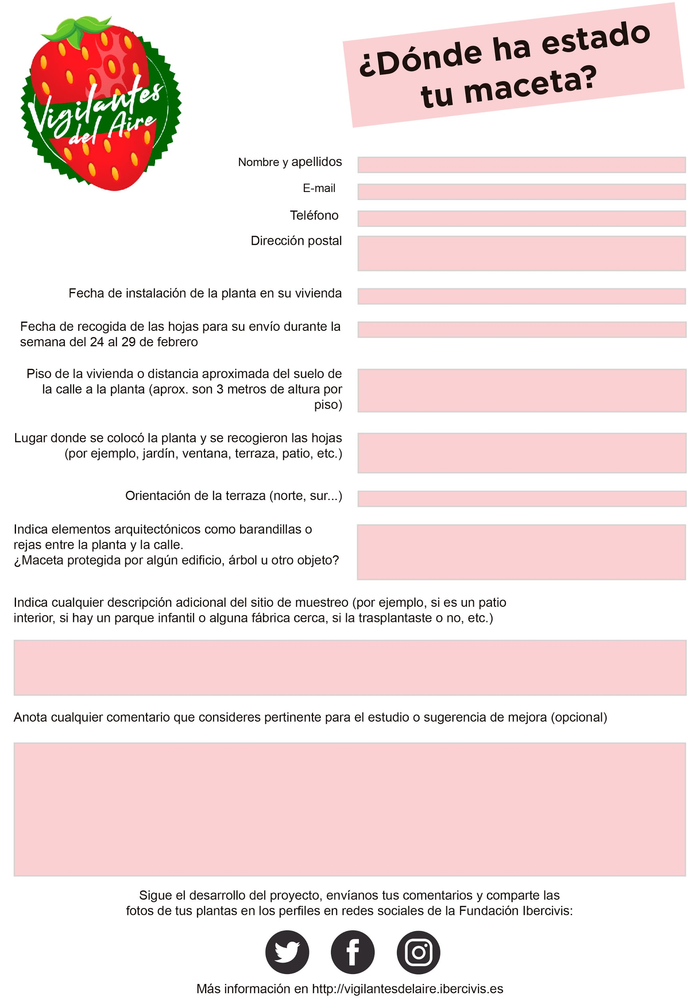 Vigilantes
del Aire
¿Dónde ha estado
tu maceta?
Nombre y apellidos
E-mail
Teléfono
Dirección postal
Fecha de instalación de la planta en su vivienda
Fecha de recogida de las hojas para su envío durante la
semana del 24 al 29 de febrero
Piso de la vivienda o distancia aproximada del suelo de
la calle a la planta (aprox. son 3 metros de altura por
piso)
Lugar donde se colocó la planta y se recogieron las hojas
(por ejemplo, jardín, ventana, terraza, patio, etc.)
Orientación de la terraza (norte, sur...)
Indica elementos arquitectónicos como barandillas o
rejas entre la planta y la calle.
¿Maceta protegida por algún edificio, árbol u otro objeto?
Indica cualquier descripción adicional del sitio de muestreo (por ejemplo, si es un patio
interior, si hay un parque infantil o alguna fábrica cerca, si la trasplantaste o no, etc.)
Anota cualquier comentario que consideres pertinente para el estudio o sugerencia de mejora (opcional)
Sigue el desarrollo del proyecto, envíanos tus comentarios y comparte las
fotos de tus plantas en los perfiles en redes sociales de la Fundación Ibercivis:
Más información en http://vigilantesdelaire.ibercivis.es